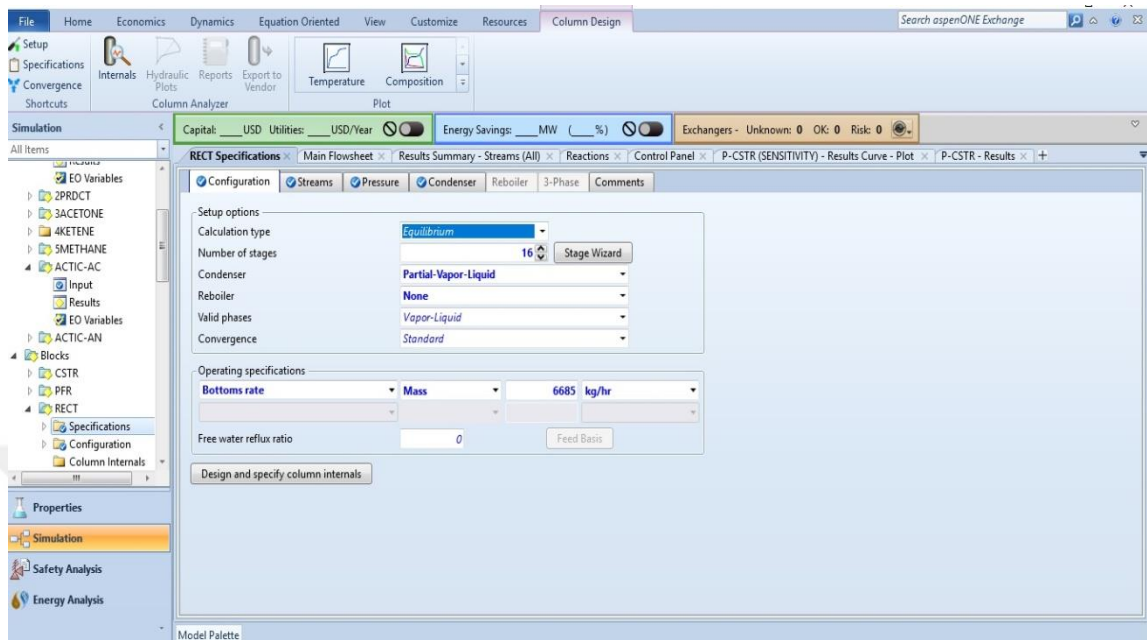 File Home Economics Dynamics Equation Oriented View Customize Resources Column Design Search aspenONE Exchange
Setup
Specifications
Convergence
Shortcuts
Internals Hydraulic Plots Reports Export to Vendor
Column Analyzer
Temperature Composition
Plot
Simulation
Capital: ____USD Utilities: ____USD/Year Energy Savings: ____MW (____%) Exchangers - Unknown: 0 OK: 0 Risk: 0
All Items
RECT Specifications Main Flowsheet Results Summary - Streams (All) Reactions Control Panel P-CSTR (SENSITIVITY) - Results Curve - Plot P-CSTR - Results +
Results
EO Variables
2PRDCT
3ACETONE
4KETENE
5METHANE
ACTIC-AC
Input
Results
EO Variables
ACTIC-AN
Blocks
CSTR
PFR
RECT
Specifications
Configuration
Column Internals
Properties
Simulation
Safety Analysis
Energy Analysis
Configuration Streams Pressure Condenser Reboiler 3-Phase Comments
Setup options
Calculation type Equilibrium
Number of stages 16 Stage Wizard
Condenser Partial-Vapor-Liquid
Reboiler None
Valid phases Vapor-Liquid
Convergence Standard
Operating specifications
Bottoms rate Mass 6685 kg/hr
Free water reflux ratio 0 Feed Basis
Design and specify column internals
Model Palette